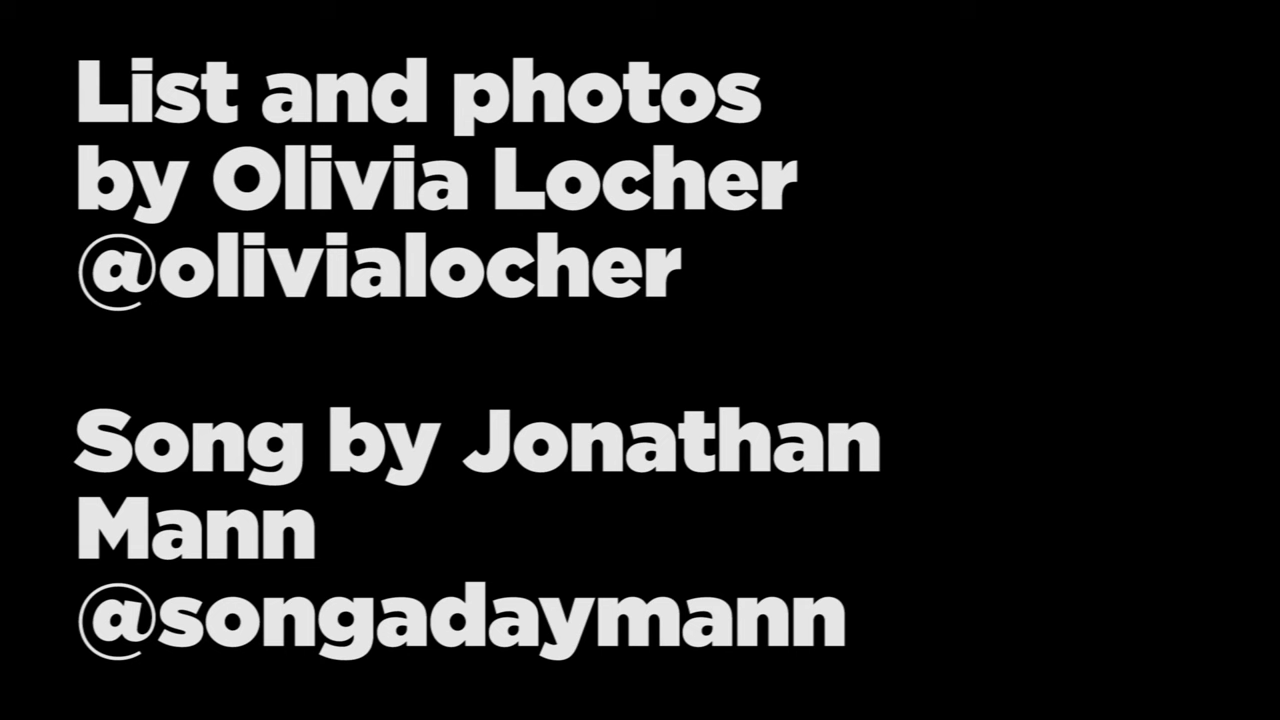 List and photos
by Olivia Locher
@olivialocher
Song by Jonathan
Mann
@songadaymann